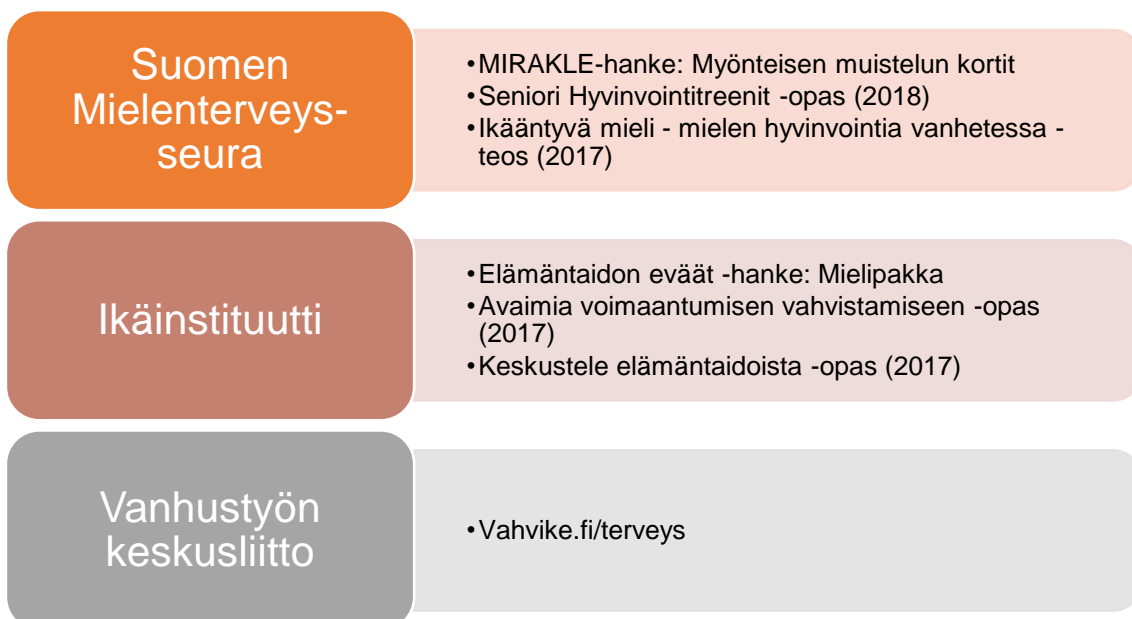 Suomen
Mielenterveys-
seura
•MIRAKLE-hanke: Myönteisen muistelun kortit
•Seniori Hyvinvointitreenit -opas (2018)
•Ikääntyvä mieli - mielen hyvinvointia vanhetessa -
teos (2017)
Ikäinstituutti
•Elämäntaidon eväät -hanke: Mielipakka
•Avaimia voimaantumisen vahvistamiseen -opas
(2017)
•Keskustele elämäntaidoista -opas (2017)
Vanhustyön
keskusliitto
•Vahvike.fi/terveys